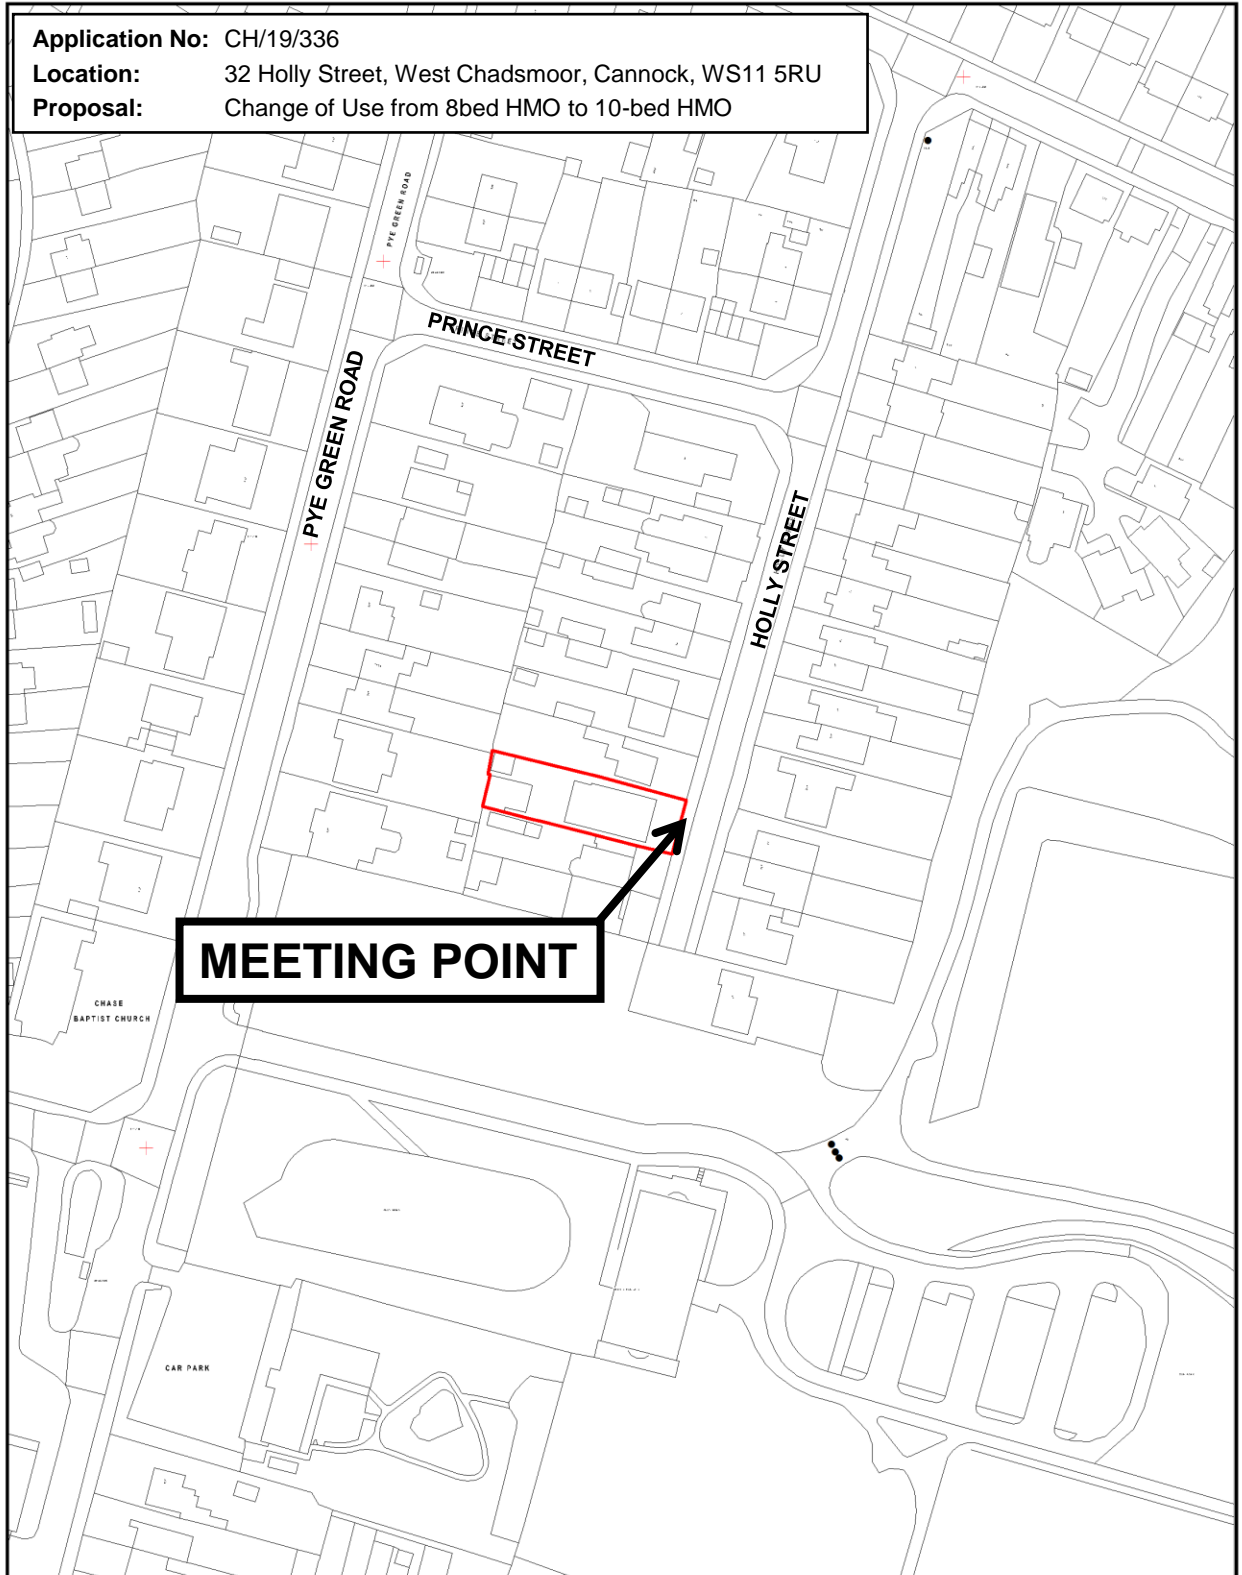 Application No: CH/19/336
Location: 32 Holly Street, West Chadsmoor, Cannock, WS11 5RU
Proposal: Change of Use from 8bed HMO to 10-bed HMO
PYE GREEN ROAD
PRINCE STREET
PYE GREEN ROAD
HOLLY STREET
MEETING POINT
CHASE
BAPTIST CHURCH
CAR PARK